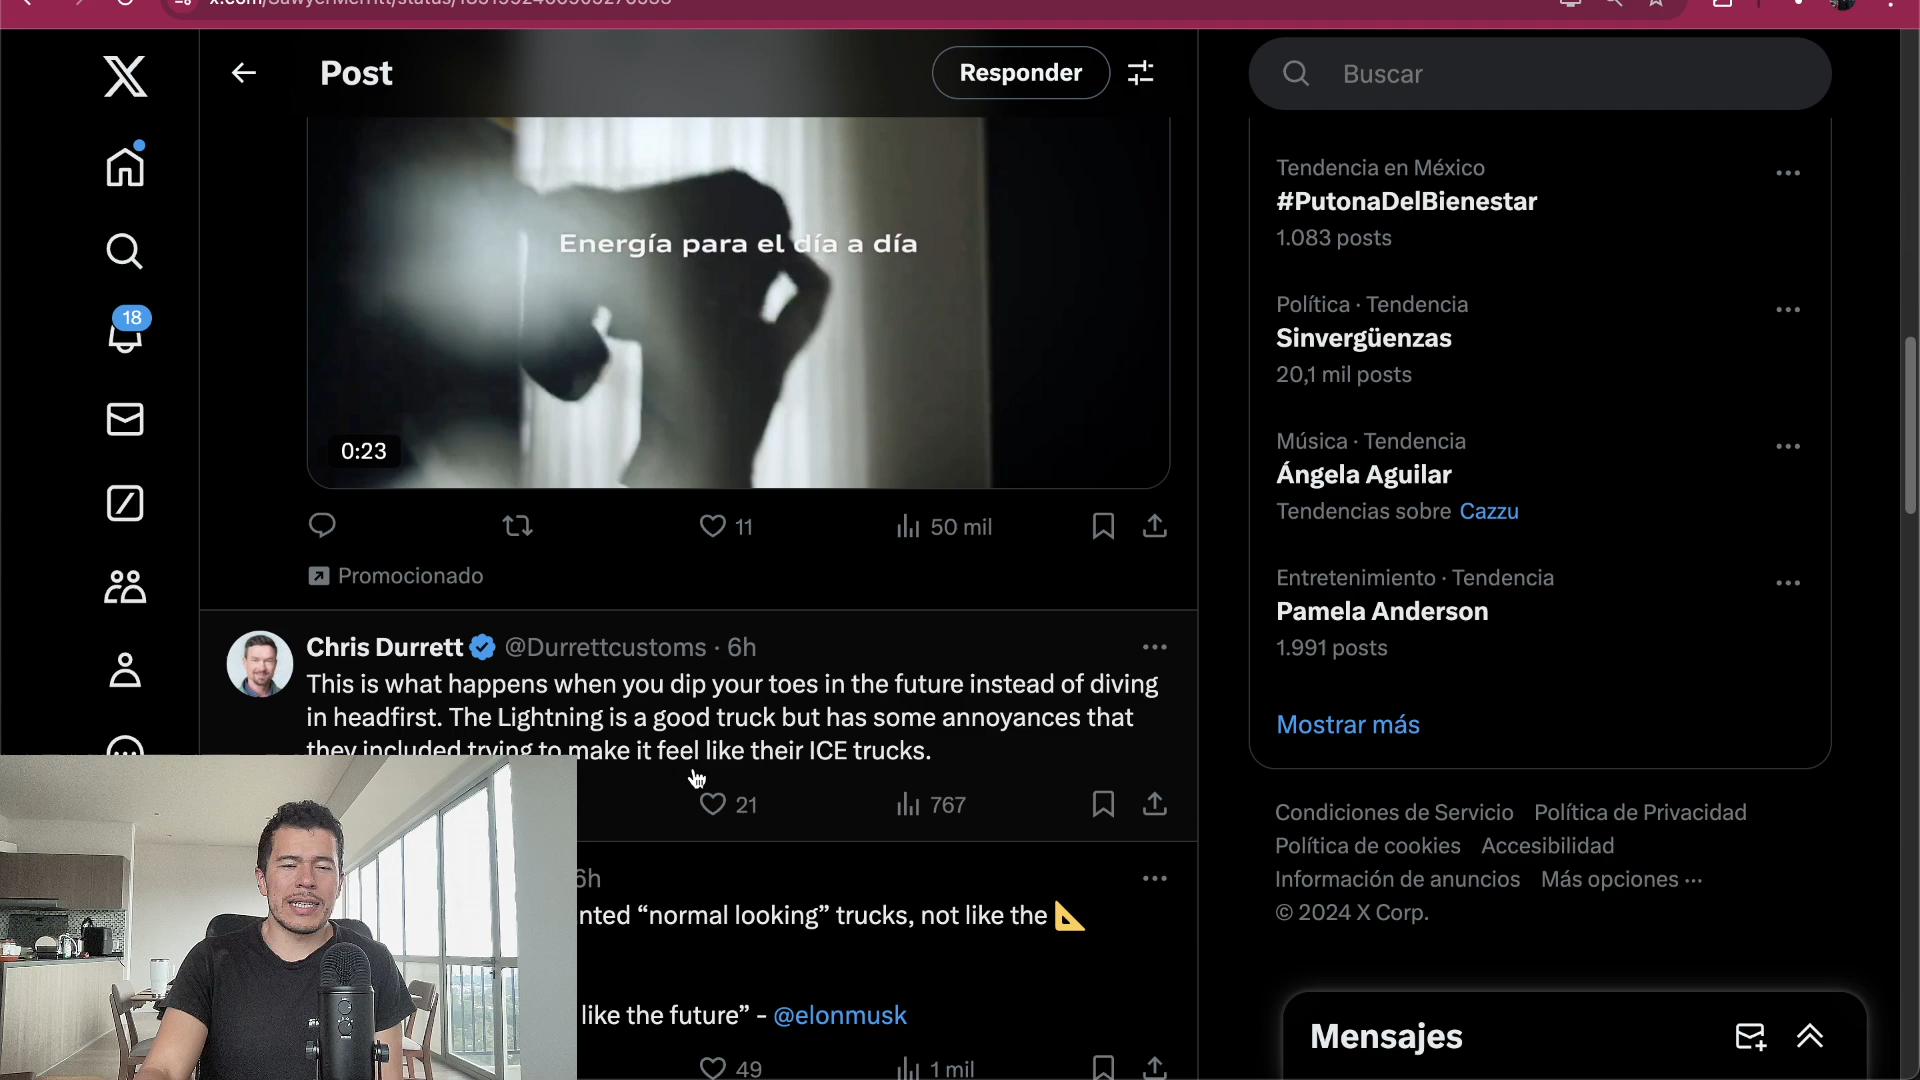 Post
Responder
Buscar
Energía para el día a día
0:23
11
50 mil
Promocionado
Chris Durrett @Durrettcustoms · 6h
This is what happens when you dip your toes in the future instead of diving
in headfirst. The Lightning is a good truck but has some annoyances that
they included trying to make it feel like their ICE trucks.
21
767
6h
nted “normal looking” trucks, not like the 📐
like the future” - @elonmusk
49
1 mil
18
Tendencia en México
#PutonaDelBienestar
1.083 posts
Política · Tendencia
Sinvergüenzas
20,1 mil posts
Música · Tendencia
Ángela Aguilar
Tendencias sobre Cazzu
Entretenimiento · Tendencia
Pamela Anderson
1.991 posts
Mostrar más
Condiciones de Servicio Política de Privacidad
Política de cookies Accesibilidad
Información de anuncios Más opciones ···
© 2024 X Corp.
Mensajes